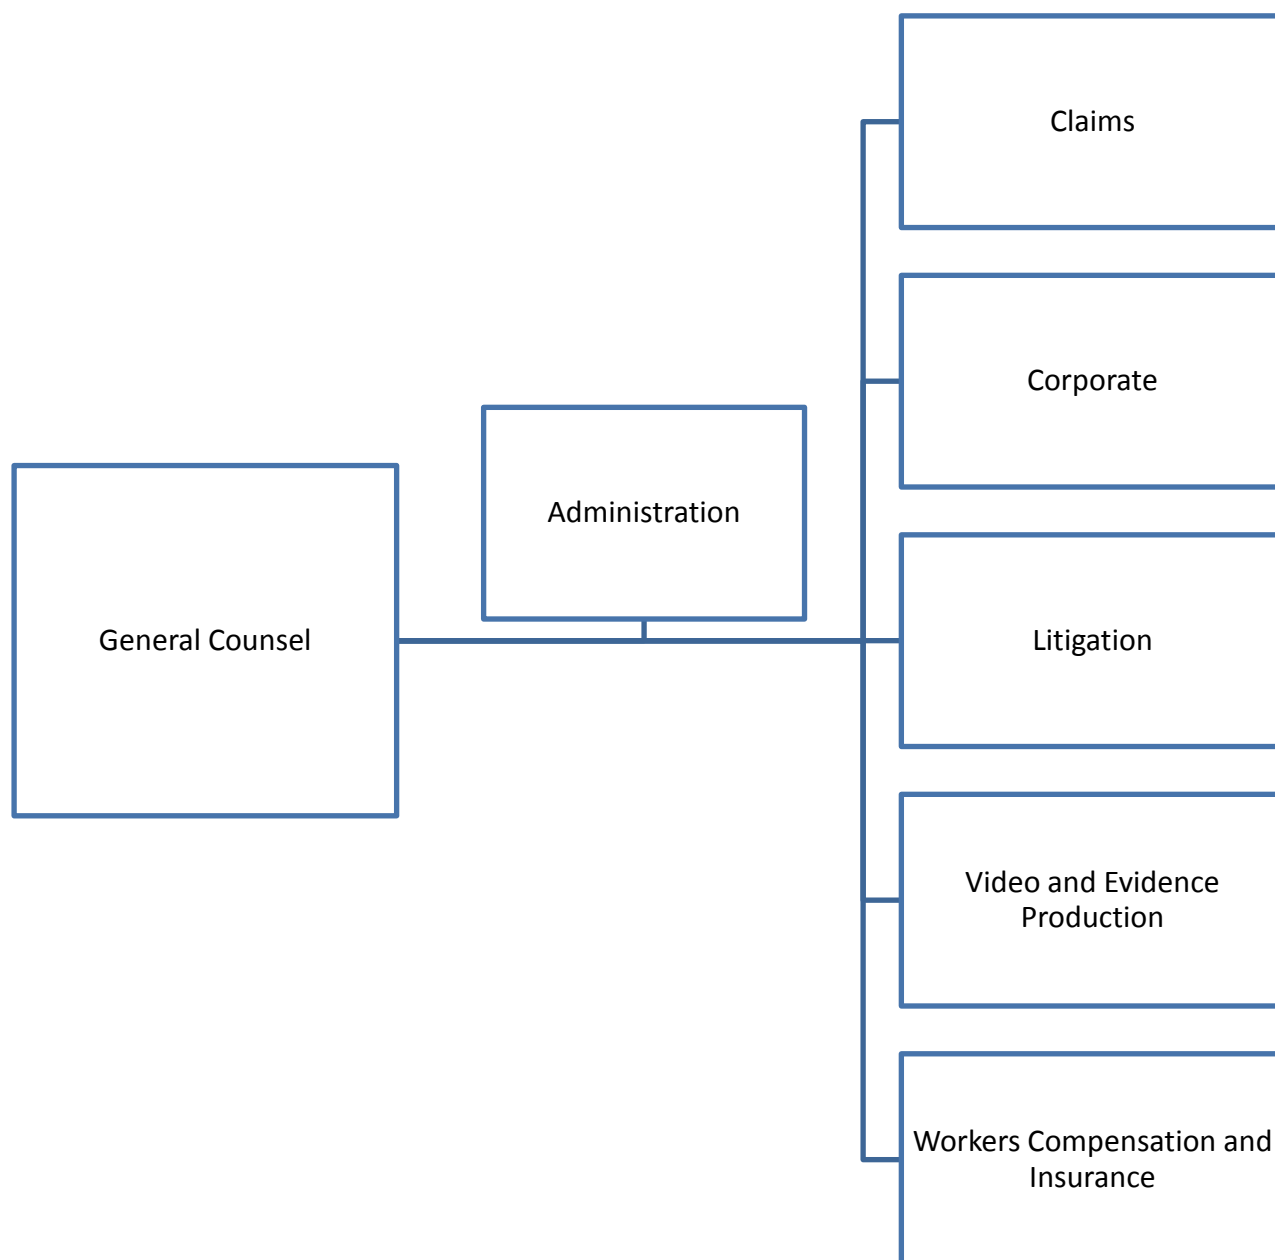 Claims
Corporate
Administration
General Counsel
Litigation
Video and Evidence
Production
Workers Compensation and
Insurance